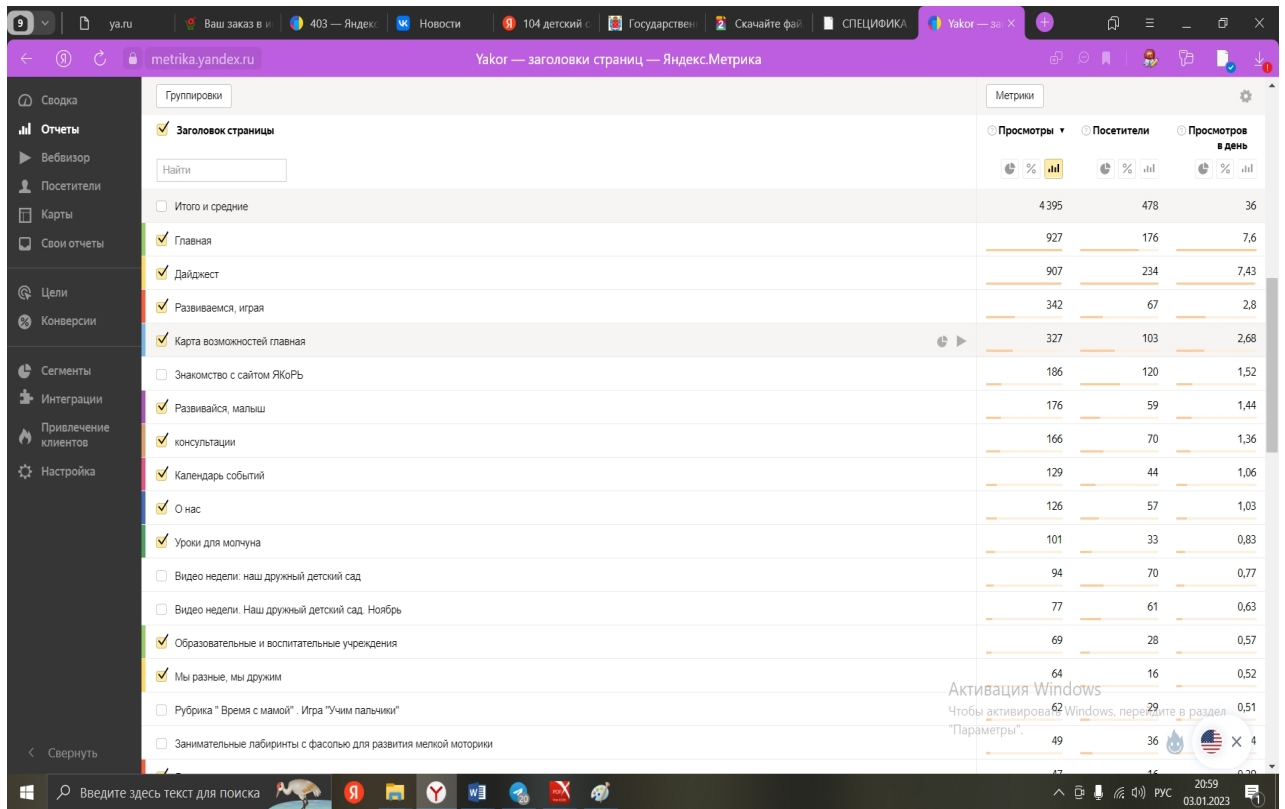 9 ya.ru Ваш заказ в и 403 — Яндекс Новости 104 детский с Государствен Скачайте фай СПЕЦИФИКА Yakor — за
metrika.yandex.ru Yakor — заголовки страниц — Яндекс.Метрика
Сводка
Отчеты
Вебвизор
Посетители
Карты
Свои отчеты
Цели
Конверсии
Сегменты
Интеграции
Привлечение
клиентов
Настройка
Свернуть
Группировки Метрики
Заголовок страницы Просмотры ▼ Посетители Просмотров
в день
Найти
Итого и средние 4 395 478 36
Главная 927 176 7,6
Дайджест 907 234 7,43
Развиваемся, играя 342 67 2,8
Карта возможностей главная 327 103 2,68
Знакомство с сайтом ЯКоРЬ 186 120 1,52
Развивайся, малыш 176 59 1,44
консультации 166 70 1,36
Календарь событий 129 44 1,06
О нас 126 57 1,03
Уроки для молчуна 101 33 0,83
Видео недели: наш дружный детский сад 94 70 0,77
Видео недели. Наш дружный детский сад. Ноябрь 77 61 0,63
Образовательные и воспитательные учреждения 69 28 0,57
Мы разные, мы дружим 64 16 0,52
Рубрика " Время с мамой" . Игра "Учим пальчики" 62 29 0,51
Занимательные лабиринты с фасолью для развития мелкой моторики 49 36
Активация Windows
Чтобы активировать Windows, перейдите в раздел
"Параметры".
Введите здесь текст для поиска
РУС 20:59
03.01.2023